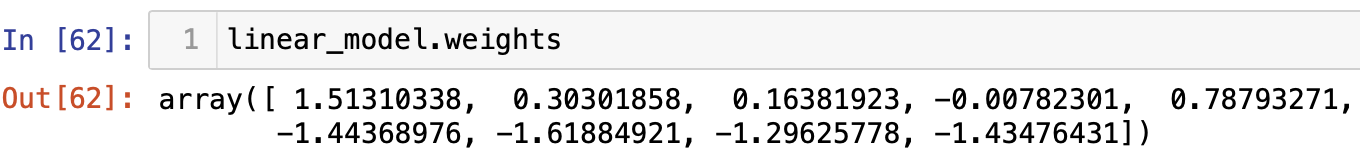 In [62]: 1 linear_model.weights
Out[62]: array([ 1.51310338, 0.30301858, 0.16381923, -0.00782301, 0.78793271,
-1.44368976, -1.61884921, -1.29625778, -1.43476431])